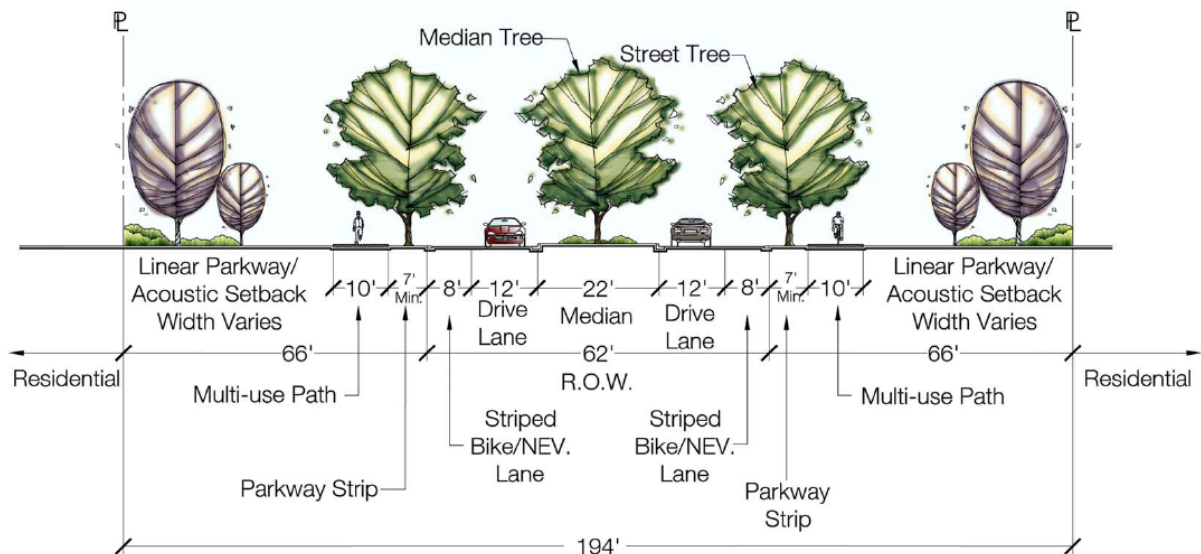 PL
PL
Median Tree
Street Tree
Linear Parkway/
Acoustic Setback
Width Varies
10'
7'
Min.
8'
12'
Drive
Lane
22'
Median
12'
Drive
Lane
8'
7'
Min.
10'
Linear Parkway/
Acoustic Setback
Width Varies
66'
62'
R.O.W.
66'
Residential
Residential
Multi-use Path
Multi-use Path
Striped
Bike/NEV.
Lane
Striped
Bike/NEV.
Lane
Parkway Strip
Parkway
Strip
194'